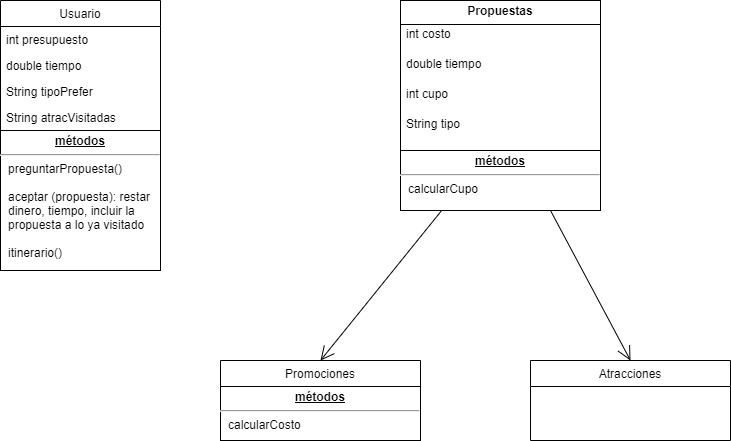 Usuario
int presupuesto
double tiempo
String tipoPrefer
String atracVisitadas
métodos
preguntarPropuesta()
aceptar (propuesta): restar
dinero, tiempo, incluir la
propuesta a lo ya visitado
itinerario()
Propuestas
int costo
double tiempo
int cupo
String tipo
métodos
calcularCupo
Promociones
métodos
calcularCosto
Atracciones